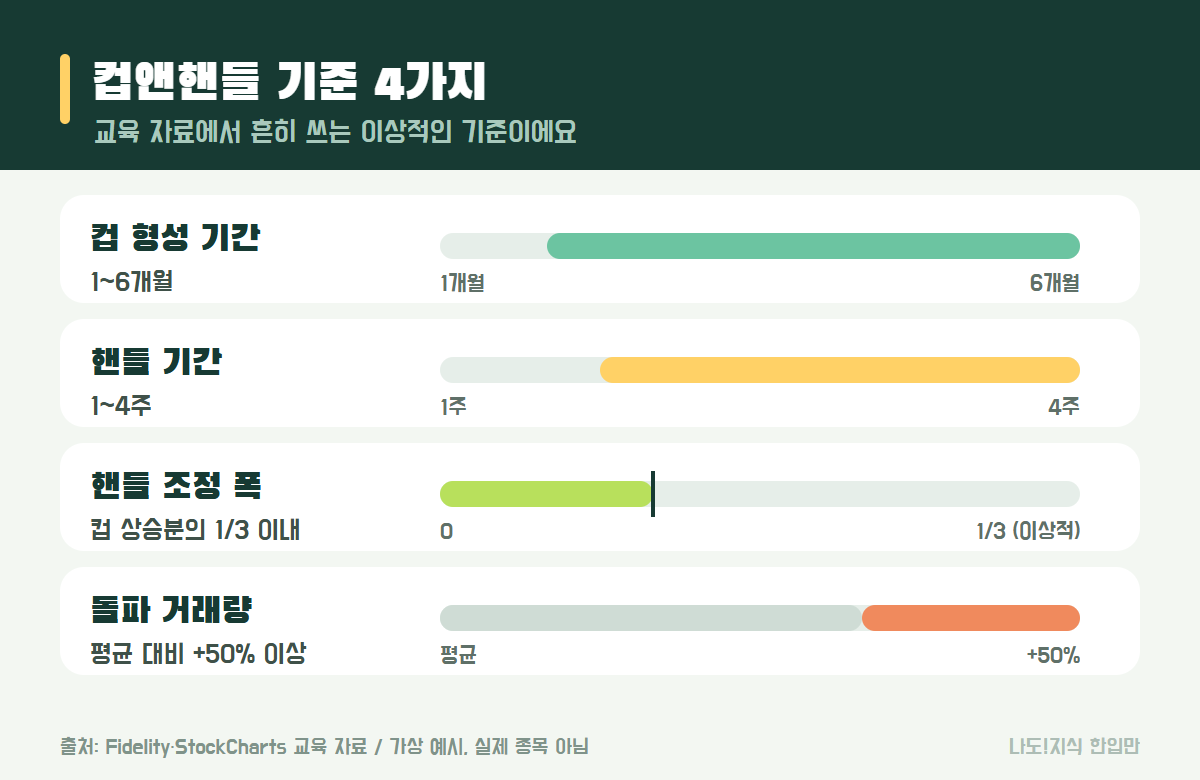 컵앤핸들 기준 4가지
교육 자료에서 흔히 쓰는 이상적인 기준이에요
컵 형성 기간
1~6개월
1개월
6개월
핸들 기간
1~4주
1주
4주
핸들 조정 폭
컵 상승분의 1/3 이내
0
1/3 (이상적)
돌파 거래량
평균 대비 +50% 이상
평균
+50%
출처: Fidelity·StockCharts 교육 자료 / 가상 예시, 실제 종목 아님
나도!지식 한입만